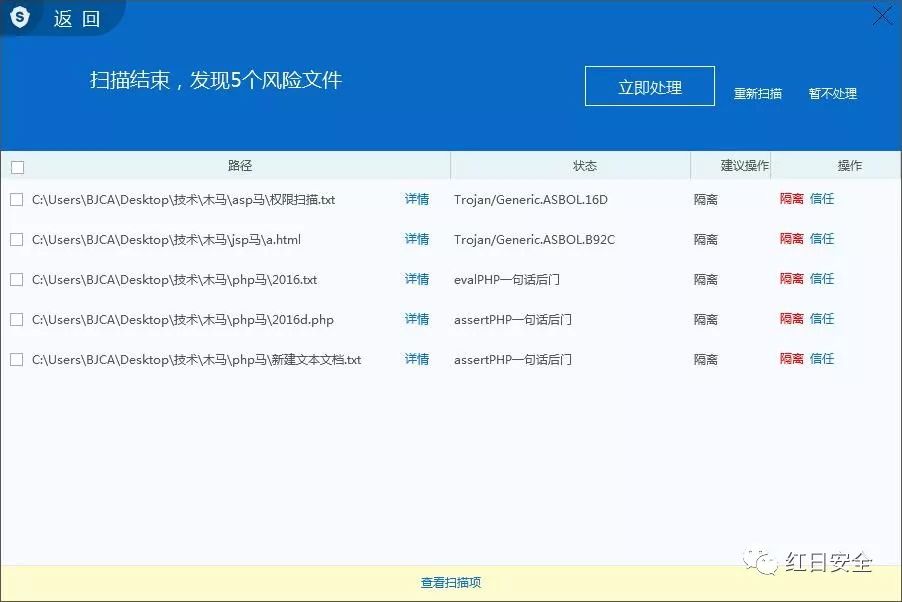 S 返 回
扫描结束，发现5个风险文件
立即处理 重新扫描 暂不处理
路径 状态 建议操作 操作
C:\Users\BJCA\Desktop\技术\木马\asp马\权限扫描.txt 详情 Trojan/Generic.ASBOL.16D 隔离 隔离 信任
C:\Users\BJCA\Desktop\技术\木马\jsp马\a.html 详情 Trojan/Generic.ASBOL.B92C 隔离 隔离 信任
C:\Users\BJCA\Desktop\技术\木马\php马\2016.txt 详情 evalPHP一句话后门 隔离 隔离 信任
C:\Users\BJCA\Desktop\技术\木马\php马\2016d.php 详情 assertPHP一句话后门 隔离 隔离 信任
C:\Users\BJCA\Desktop\技术\木马\php马\新建文本文档.txt 详情 assertPHP一句话后门 隔离 隔离 信任
红日安全
查看扫描项